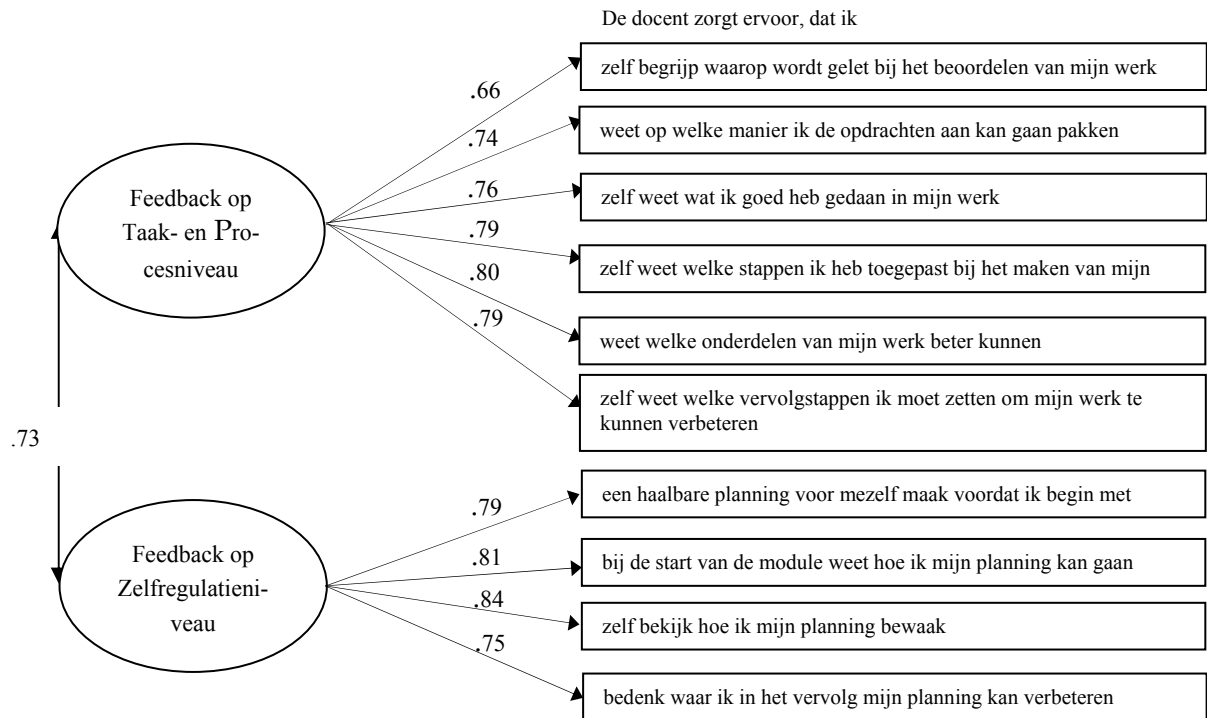 De docent zorgt ervoor, dat ik
zelf begrijp waarop wordt gelet bij het beoordelen van mijn werk
.66
weet op welke manier ik de opdrachten aan kan gaan pakken
.74
Feedback op
Taak- en Pro-
cesniveau
.76
zelf weet wat ik goed heb gedaan in mijn werk
.79
zelf weet welke stappen ik heb toegepast bij het maken van mijn
.80
weet welke onderdelen van mijn werk beter kunnen
.79
zelf weet welke vervolgstappen ik moet zetten om mijn werk te
kunnen verbeteren
.73
.79
een haalbare planning voor mezelf maak voordat ik begin met
Feedback op
Zelfregulatieni-
veau
.81
bij de start van de module weet hoe ik mijn planning kan gaan
.84
zelf bekijk hoe ik mijn planning bewaak
.75
bedenk waar ik in het vervolg mijn planning kan verbeteren